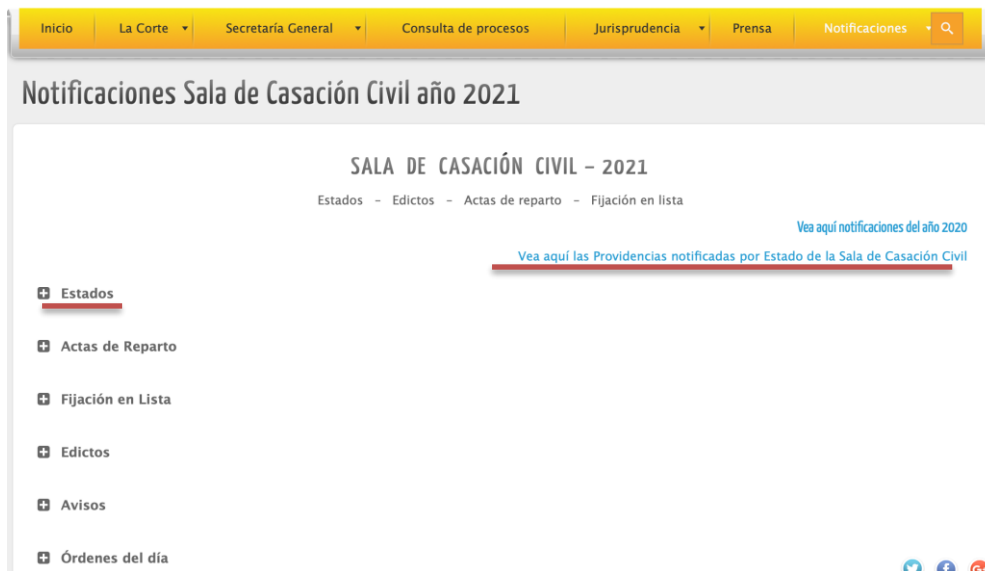 Inicio La Corte Secretaría General Consulta de procesos Jurisprudencia Prensa Notificaciones
Notificaciones Sala de Casación Civil año 2021
SALA DE CASACIÓN CIVIL – 2021
Estados – Edictos – Actas de reparto – Fijación en lista
Vea aquí notificaciones del año 2020
Vea aquí las Providencias notificadas por Estado de la Sala de Casación Civil
Estados
Actas de Reparto
Fijación en Lista
Edictos
Avisos
Órdenes del día